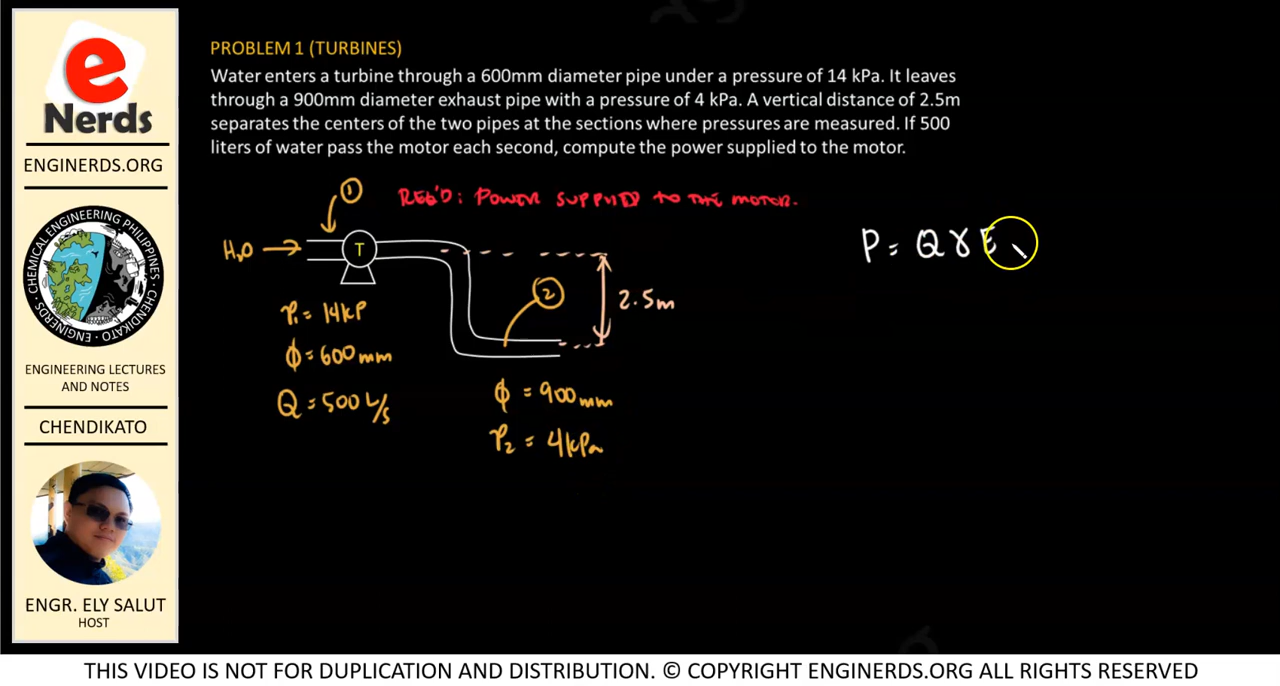 e
Nerds
ENGINERDS.ORG
CHEMICAL ENGINEERING PHILIPPINES
CHENDIKATO ENGINERDS.ORG
ENGINEERING LECTURES
AND NOTES
CHENDIKATO
ENGR. ELY SALUT
HOST
PROBLEM 1 (TURBINES)
Water enters a turbine through a 600mm diameter pipe under a pressure of 14 kPa. It leaves
through a 900mm diameter exhaust pipe with a pressure of 4 kPa. A vertical distance of 2.5m
separates the centers of the two pipes at the sections where pressures are measured. If 500
liters of water pass the motor each second, compute the power supplied to the motor.
REQ'D: POWER SUPPLIED TO THE MOTOR.
1
H₂O
T
2
2.5m
P₁ = 14kP
ϕ = 600mm
Q = 500 L/s
ϕ = 900mm
P₂ = 4kPa
P = QγE
THIS VIDEO IS NOT FOR DUPLICATION AND DISTRIBUTION. © COPYRIGHT ENGINERDS.ORG ALL RIGHTS RESERVED